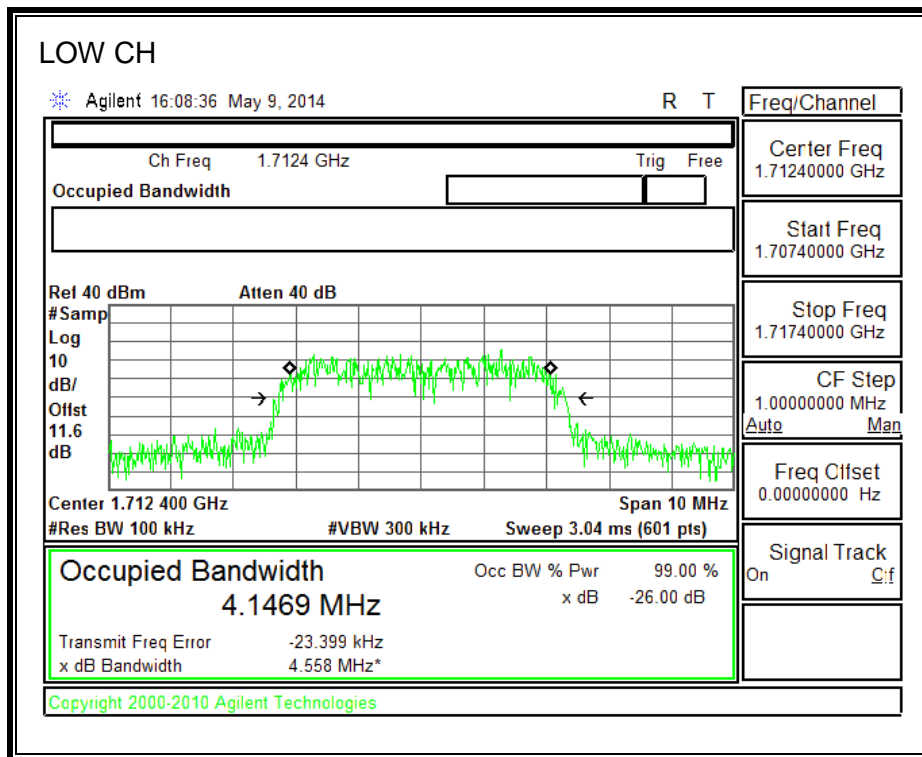 LOW CH
Agilent 16:08:36 May 9, 2014 R T
Freq/Channel
Ch Freq 1.7124 GHz Trig Free
Occupied Bandwidth
Center Freq
1.71240000 GHz
Start Freq
1.70740000 GHz
Stop Freq
1.71740000 GHz
CF Step
1.00000000 MHz
Auto Man
Freq Offset
0.00000000 Hz
Signal Track
On Off
Ref 40 dBm Atten 40 dB
#Samp
Log
10
dB/
Offst
11.6
dB
Center 1.712 400 GHz Span 10 MHz
#Res BW 100 kHz #VBW 300 kHz Sweep 3.04 ms (601 pts)
Occupied Bandwidth Occ BW % Pwr 99.00 %
4.1469 MHz x dB -26.00 dB
Transmit Freq Error -23.399 kHz
x dB Bandwidth 4.558 MHz*
Copyright 2000-2010 Agilent Technologies